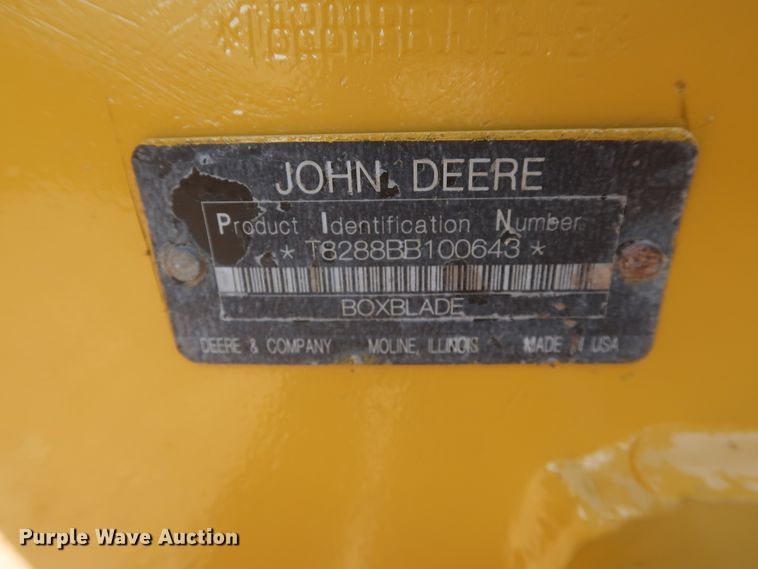 JOHN DEERE
Product Identification Number
* T8288BB100643 *
BOXBLADE
DEERE & COMPANY MOLINE, ILLINOIS MADE IN USA
Purple Wave Auction